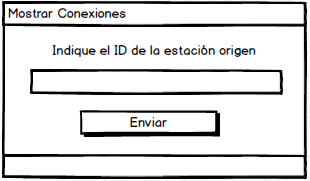 Mostrar Conexiones
Indique el ID de la estación origen
Enviar